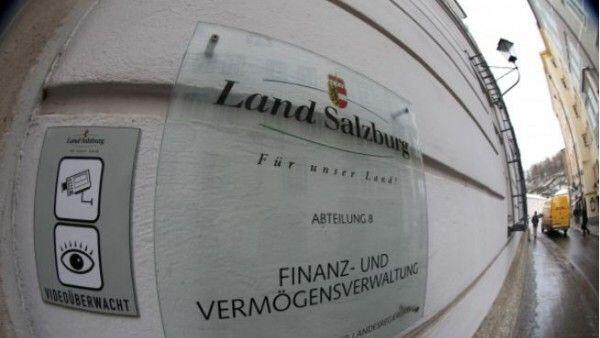 Land Salzburg
Für unser Land!
ABTEILUNG 8
FINANZ- UND
VERMÖGENSVERWALTUNG
Land Salzburg
VIDEOÜBERWACHT